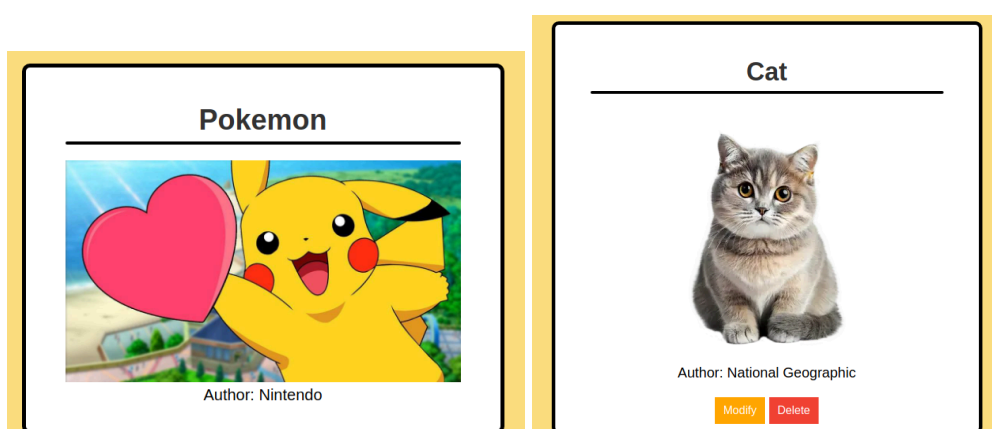 Pokemon
Author: Nintendo
Cat
Author: National Geographic
Modify Delete